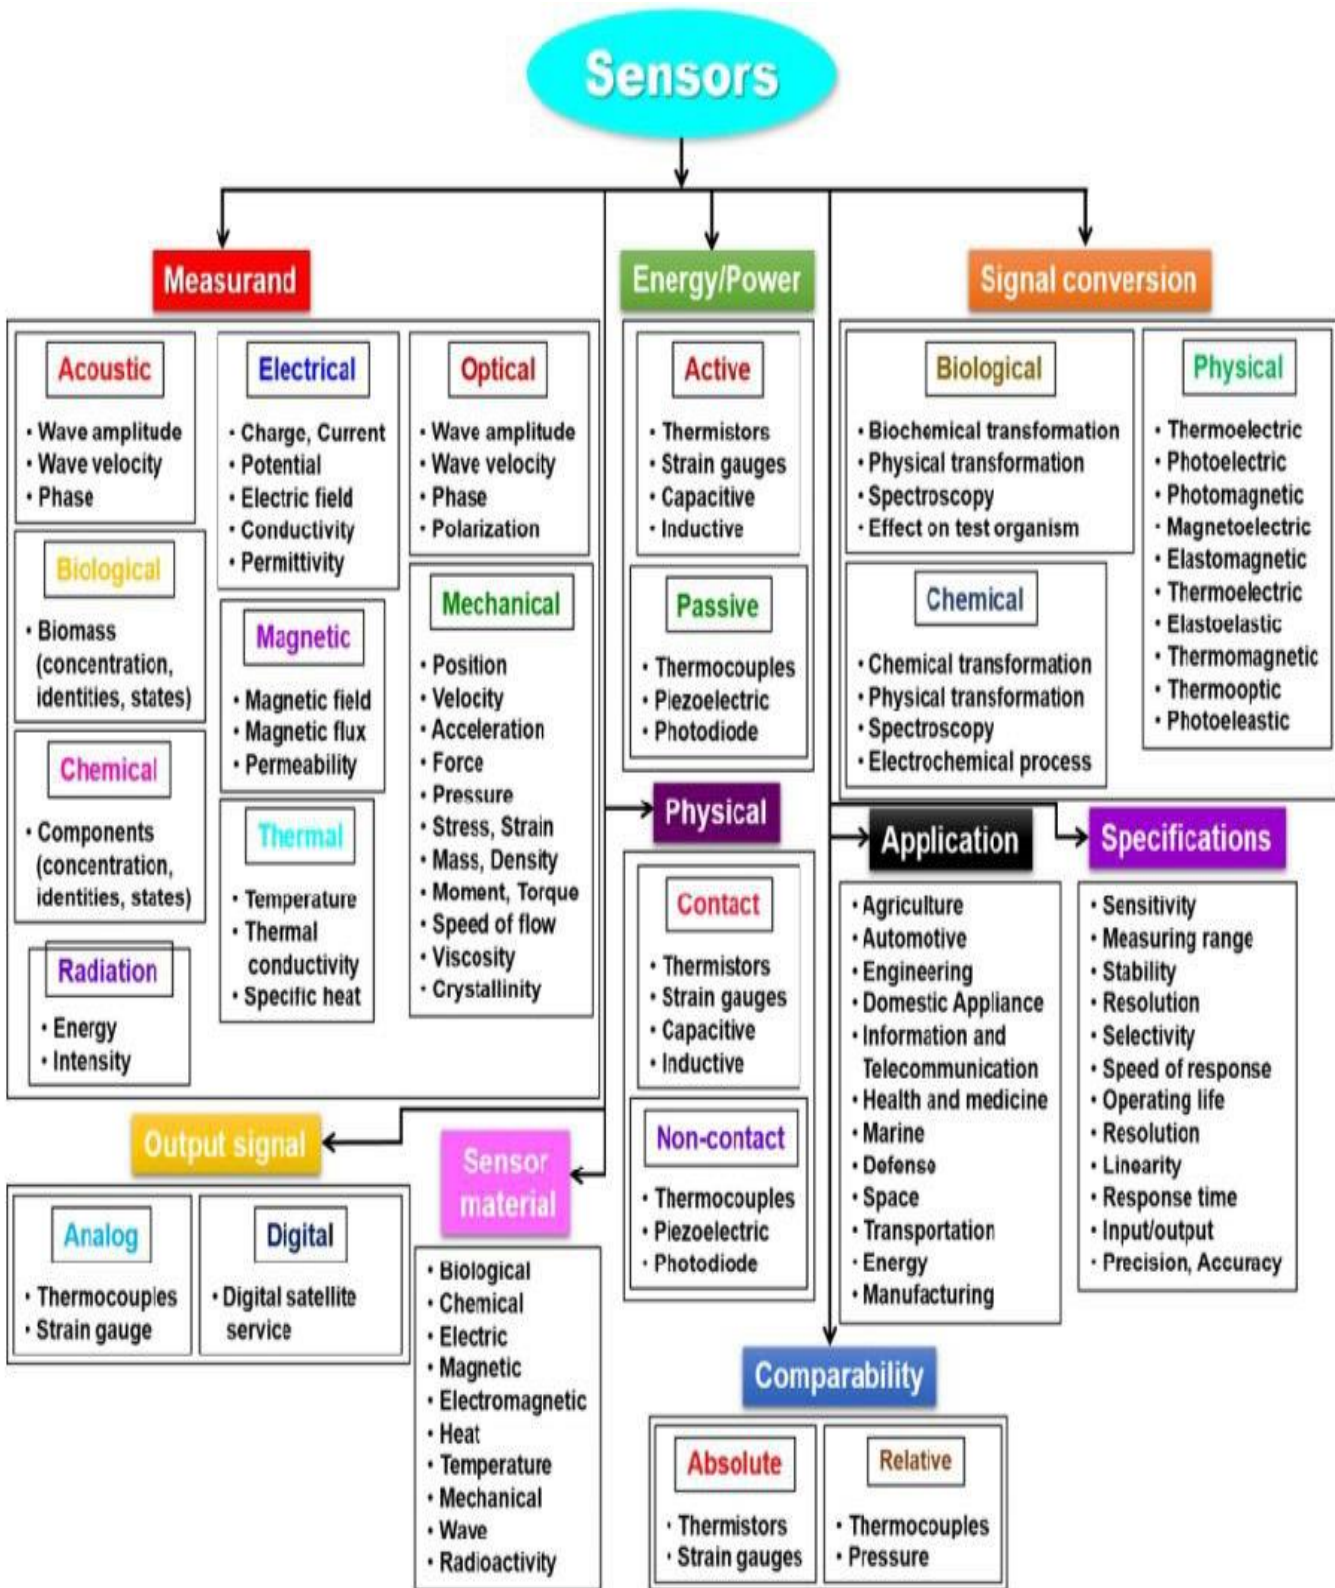 Sensors
Measurand
Acoustic
• Wave amplitude
• Wave velocity
• Phase
Biological
• Biomass
(concentration,
identities, states)
Chemical
• Components
(concentration,
identities, states)
Radiation
• Energy
• Intensity
Electrical
• Charge, Current
• Potential
• Electric field
• Conductivity
• Permittivity
Magnetic
• Magnetic field
• Magnetic flux
• Permeability
Thermal
• Temperature
• Thermal
conductivity
• Specific heat
Optical
• Wave amplitude
• Wave velocity
• Phase
• Polarization
Mechanical
• Position
• Velocity
• Acceleration
• Force
• Pressure
• Stress, Strain
• Mass, Density
• Moment, Torque
• Speed of flow
• Viscosity
• Crystallinity
Energy/Power
Active
• Thermistors
• Strain gauges
• Capacitive
• Inductive
Passive
• Thermocouples
• Piezoelectric
• Photodiode
Signal conversion
Biological
• Biochemical transformation
• Physical transformation
• Spectroscopy
• Effect on test organism
Chemical
• Chemical transformation
• Physical transformation
• Spectroscopy
• Electrochemical process
Physical
• Thermoelectric
• Photoelectric
• Photomagnetic
• Magnetoelectric
• Elastomagnetic
• Thermoelectric
• Elastoelastic
• Thermomagnetic
• Thermooptic
• Photoeleastic
Physical
Contact
• Thermistors
• Strain gauges
• Capacitive
• Inductive
Non-contact
• Thermocouples
• Piezoelectric
• Photodiode
Application
• Agriculture
• Automotive
• Engineering
• Domestic Appliance
• Information and
Telecommunication
• Health and medicine
• Marine
• Defense
• Space
• Transportation
• Energy
• Manufacturing
Specifications
• Sensitivity
• Measuring range
• Stability
• Resolution
• Selectivity
• Speed of response
• Operating life
• Resolution
• Linearity
• Response time
• Input/output
• Precision, Accuracy
Output signal
Analog
• Thermocouples
• Strain gauge
Digital
• Digital satellite
service
Sensor
material
• Biological
• Chemical
• Electric
• Magnetic
• Electromagnetic
• Heat
• Temperature
• Mechanical
• Wave
• Radioactivity
Comparability
Absolute
• Thermistors
• Strain gauges
Relative
• Thermocouples
• Pressure